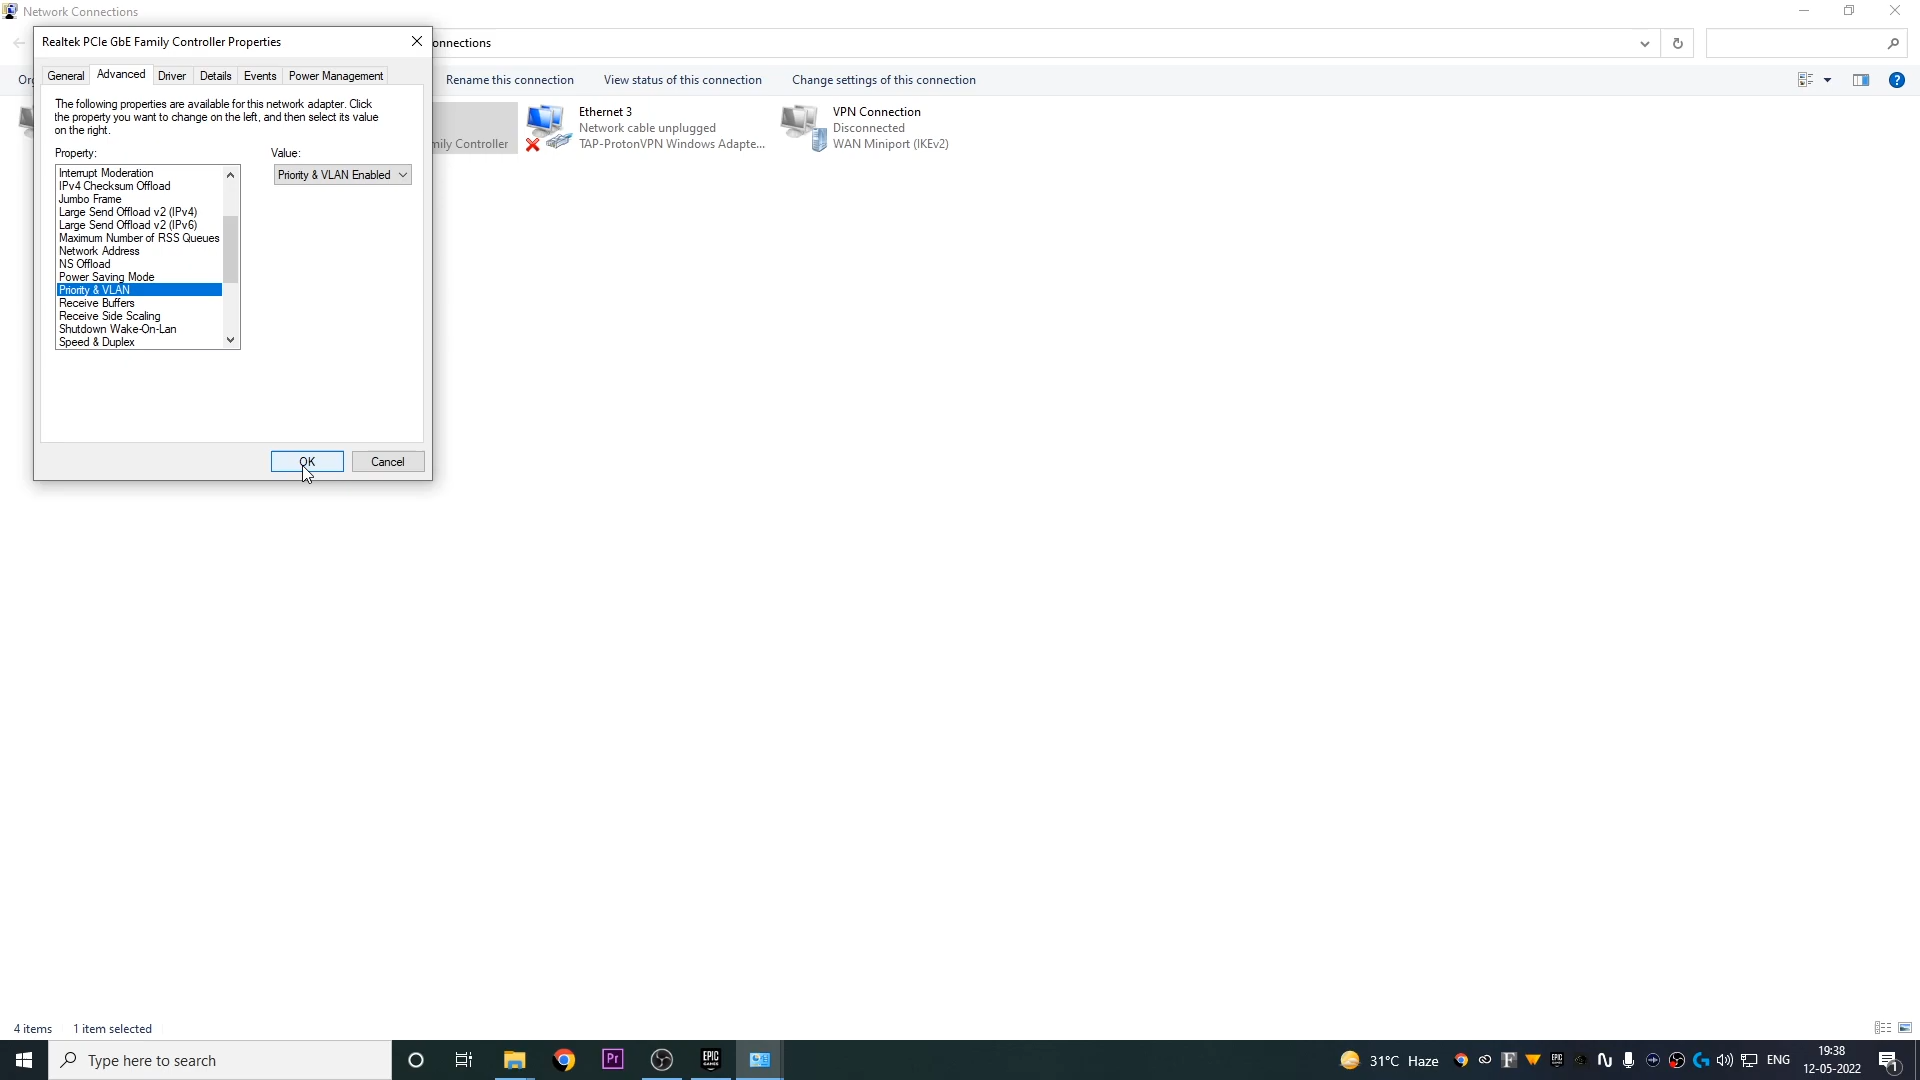 Network Connections
Realtek PCIe GbE Family Controller Properties
onnections
General
Advanced
Driver
Details
Events
Power Management
Rename this connection
View status of this connection
Change settings of this connection
The following properties are available for this network adapter. Click
the property you want to change on the left, and then select its value
on the right.
Property:
Value:
Interrupt Moderation
IPv4 Checksum Offload
Jumbo Frame
Large Send Offload v2 (IPv4)
Large Send Offload v2 (IPv6)
Maximum Number of RSS Queues
Network Address
NS Offload
Power Saving Mode
Priority & VLAN
Receive Buffers
Receive Side Scaling
Shutdown Wake-On-Lan
Speed & Duplex
Priority & VLAN Enabled
OK
Cancel
mily Controller
Ethernet 3
Network cable unplugged
TAP-ProtonVPN Windows Adapte...
VPN Connection
Disconnected
WAN Miniport (IKEv2)
4 items
1 item selected
Type here to search
Pr
EPIC
GAMES
31°C Haze
ENG
19:38
12-05-2022
1